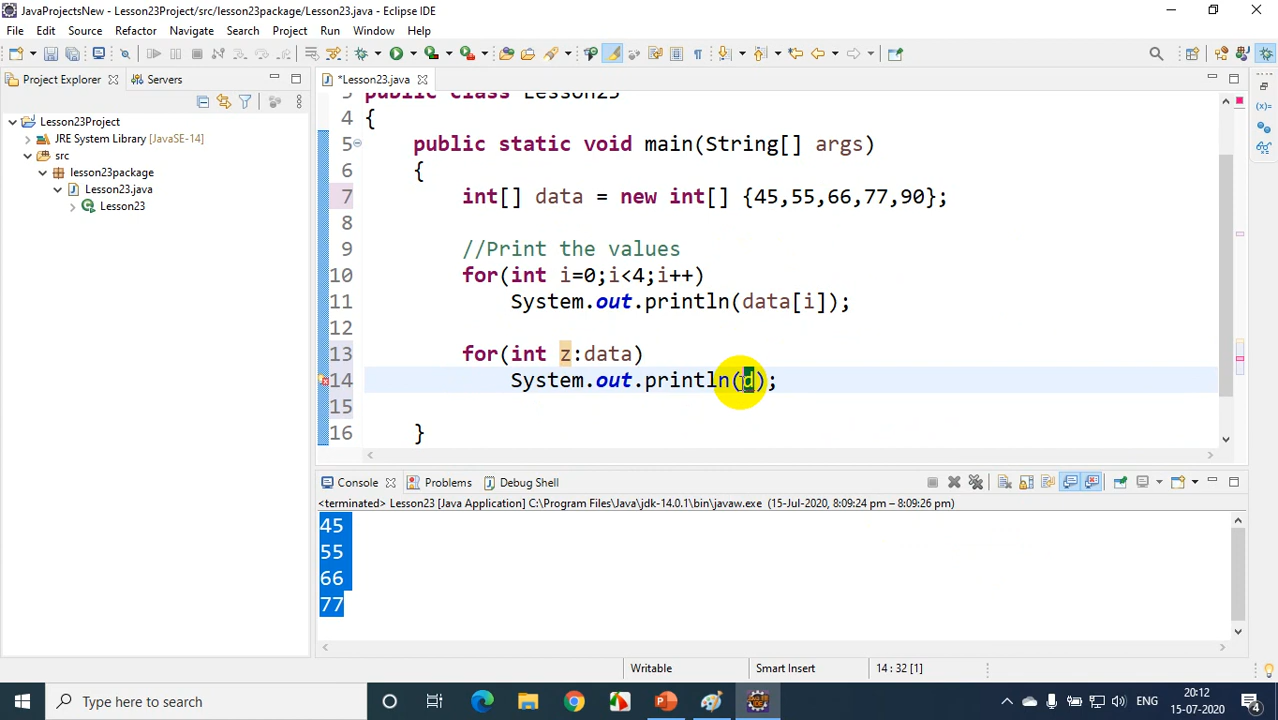 JavaProjectsNew - Lesson23Project/src/lesson23package/Lesson23.java - Eclipse IDE
File Edit Source Refactor Navigate Search Project Run Window Help
Project Explorer Servers
*Lesson23.java
Lesson23Project
JRE System Library [JavaSE-14]
src
lesson23package
Lesson23.java
Lesson23
3 public class Lesson23
4 {
5 public static void main(String[] args)
6 {
7 int[] data = new int[] {45,55,66,77,90};
8
9 //Print the values
10 for(int i=0;i<4;i++)
11 System.out.println(data[i]);
12
13 for(int z:data)
14 System.out.println(d);
15
16 }
Console Problems Debug Shell
<terminated> Lesson23 [Java Application] C:\Program Files\Java\jdk-14.0.1\bin\javaw.exe (15-Jul-2020, 8:09:24 pm – 8:09:26 pm)
45
55
66
77
Writable Smart Insert 14 : 32 [1]
Type here to search
ENG
20:12
15-07-2020
4